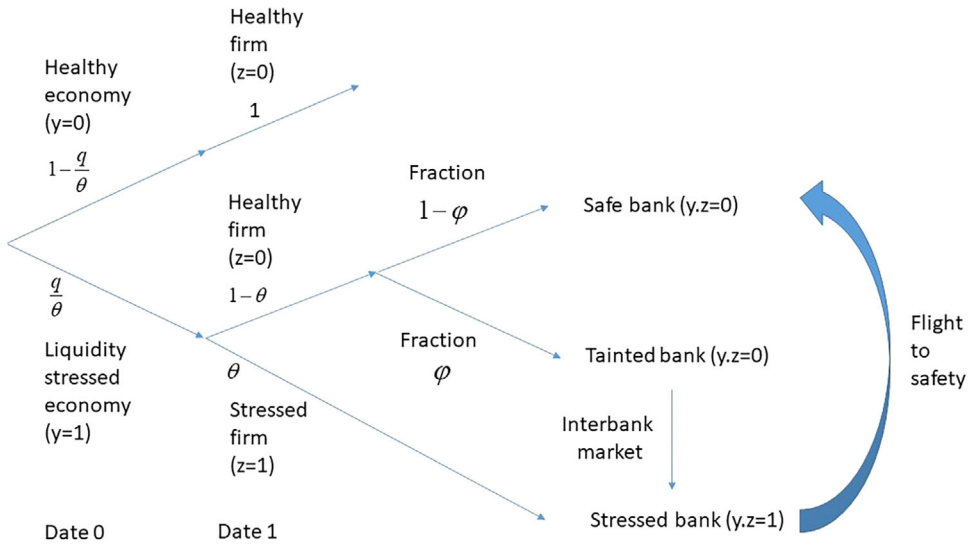 Healthy
economy
(y=0)
1 − q/θ
q/θ
Liquidity
stressed
economy
(y=1)
Date 0
Healthy
firm
(z=0)
1
Healthy
firm
(z=0)
1−θ
θ
Stressed
firm
(z=1)
Date 1
Fraction
1−φ
Fraction
φ
Safe bank (y.z=0)
Tainted bank (y.z=0)
Interbank
market
Stressed bank (y.z=1)
Flight
to
safety